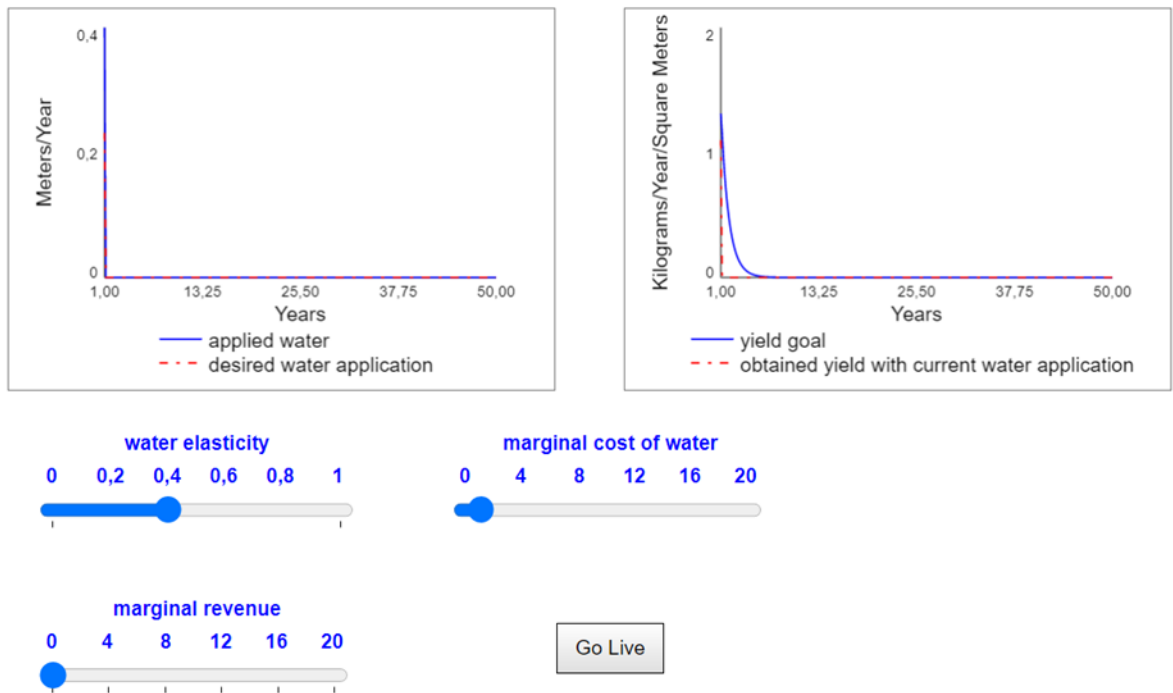 0,4
0,2
0
Meters/Year
1,00 13,25 25,50 37,75 50,00
Years
applied water
desired water application
2
1
0
Kilograms/Year/Square Meters
1,00 13,25 25,50 37,75 50,00
Years
yield goal
obtained yield with current water application
water elasticity
0 0,2 0,4 0,6 0,8 1
marginal cost of water
0 4 8 12 16 20
marginal revenue
0 4 8 12 16 20
Go Live